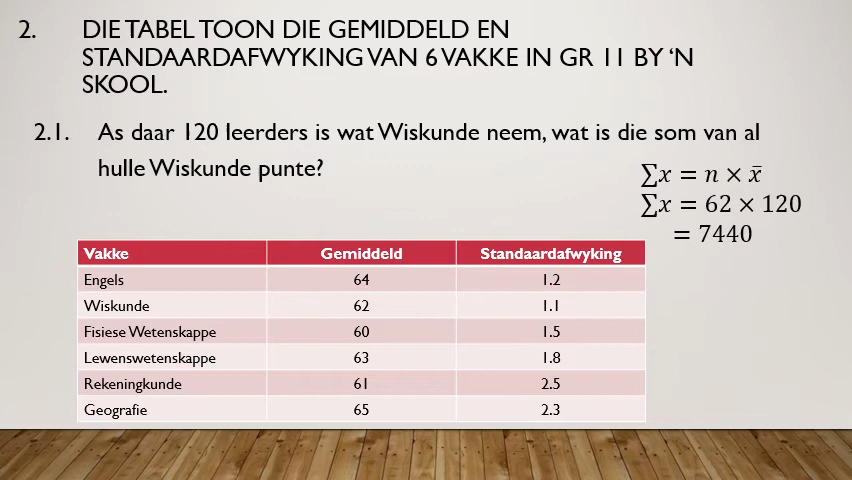 2. DIE TABEL TOON DIE GEMIDDELD EN
STANDAARDAFWYKING VAN 6 VAKKE IN GR 11 BY ‘N
SKOOL.
2.1. As daar 120 leerders is wat Wiskunde neem, wat is die som van al
hulle Wiskunde punte?
∑x = n × x̄
∑x = 62 × 120
= 7440
Vakke Gemiddeld Standaardafwyking
Engels 64 1.2
Wiskunde 62 1.1
Fisiese Wetenskappe 60 1.5
Lewenswetenskappe 63 1.8
Rekeningkunde 61 2.5
Geografie 65 2.3